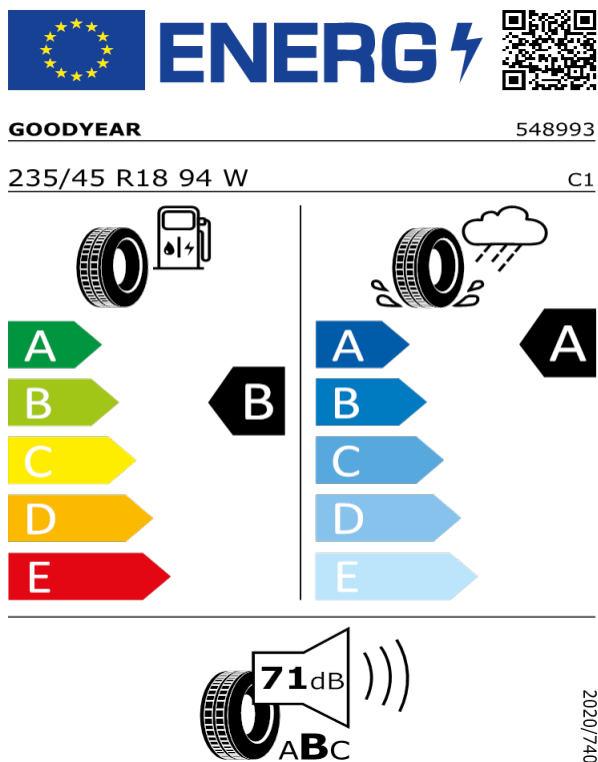 ENERG
GOODYEAR 548993
235/45 R18 94 W C1
A
B
C
D
E
B
A
B
C
D
E
A
71dB
ABC
2020/740